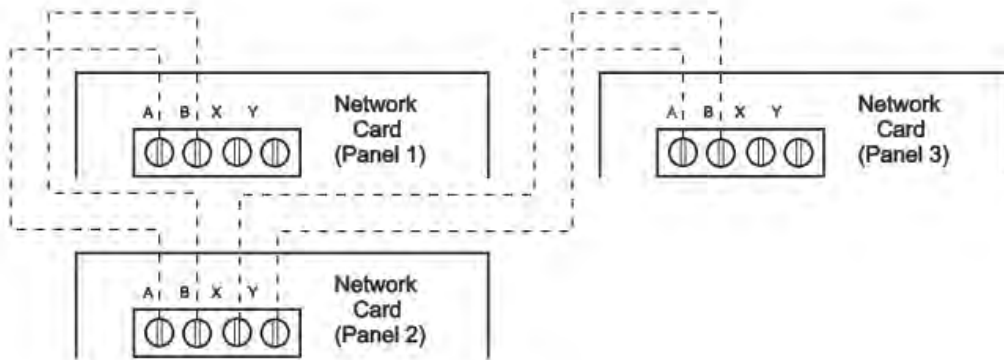 A B X Y
Network
Card
(Panel 1)
A B X Y
Network
Card
(Panel 3)
A B X Y
Network
Card
(Panel 2)